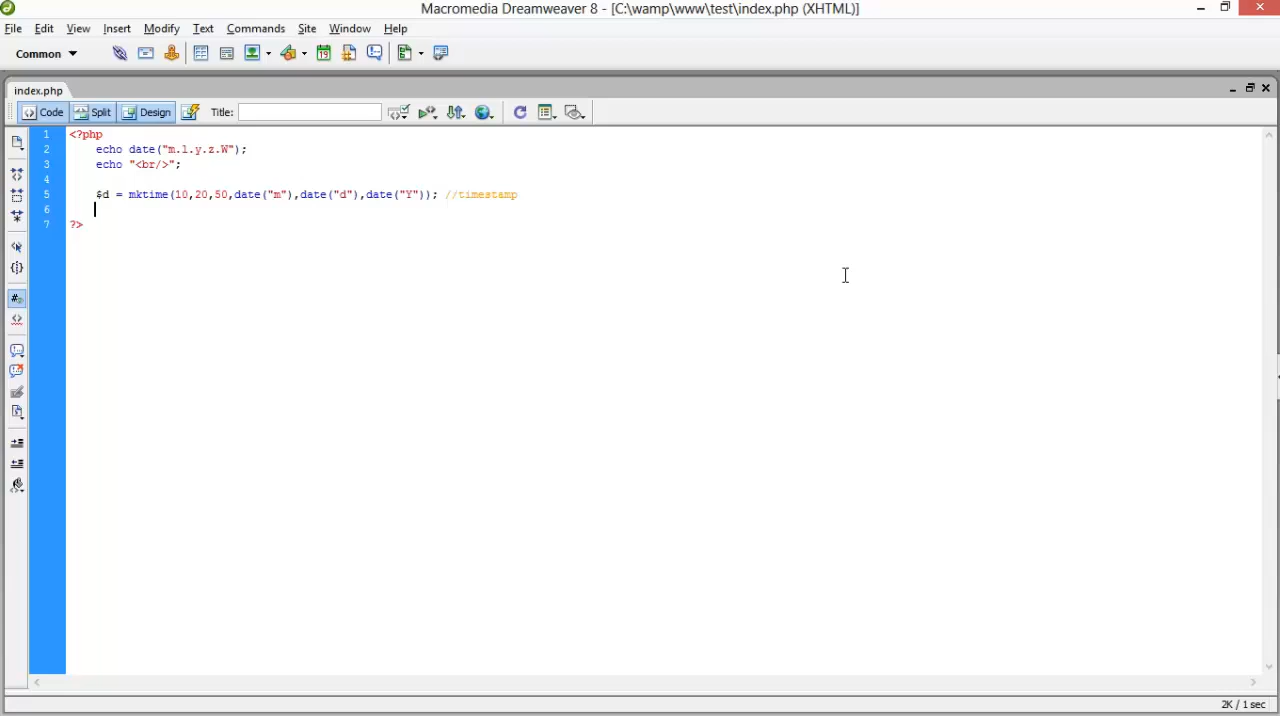 Macromedia Dreamweaver 8 - [C:\wamp\www\test\index.php (XHTML)]
File Edit View Insert Modify Text Commands Site Window Help
Common
index.php
Code Split Design Title:
1 <?php
2 echo date("m.l.y.z.W");
3 echo "<br/>";
4
5 $d = mktime(10,20,50,date("m"),date("d"),date("Y")); //timestamp
6
7 ?>
2K / 1 sec